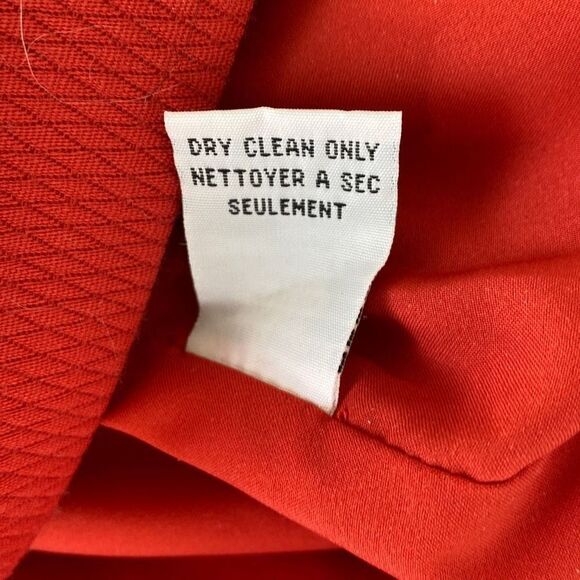 DRY CLEAN ONLY
NETTOYER A SEC
SEULEMENT